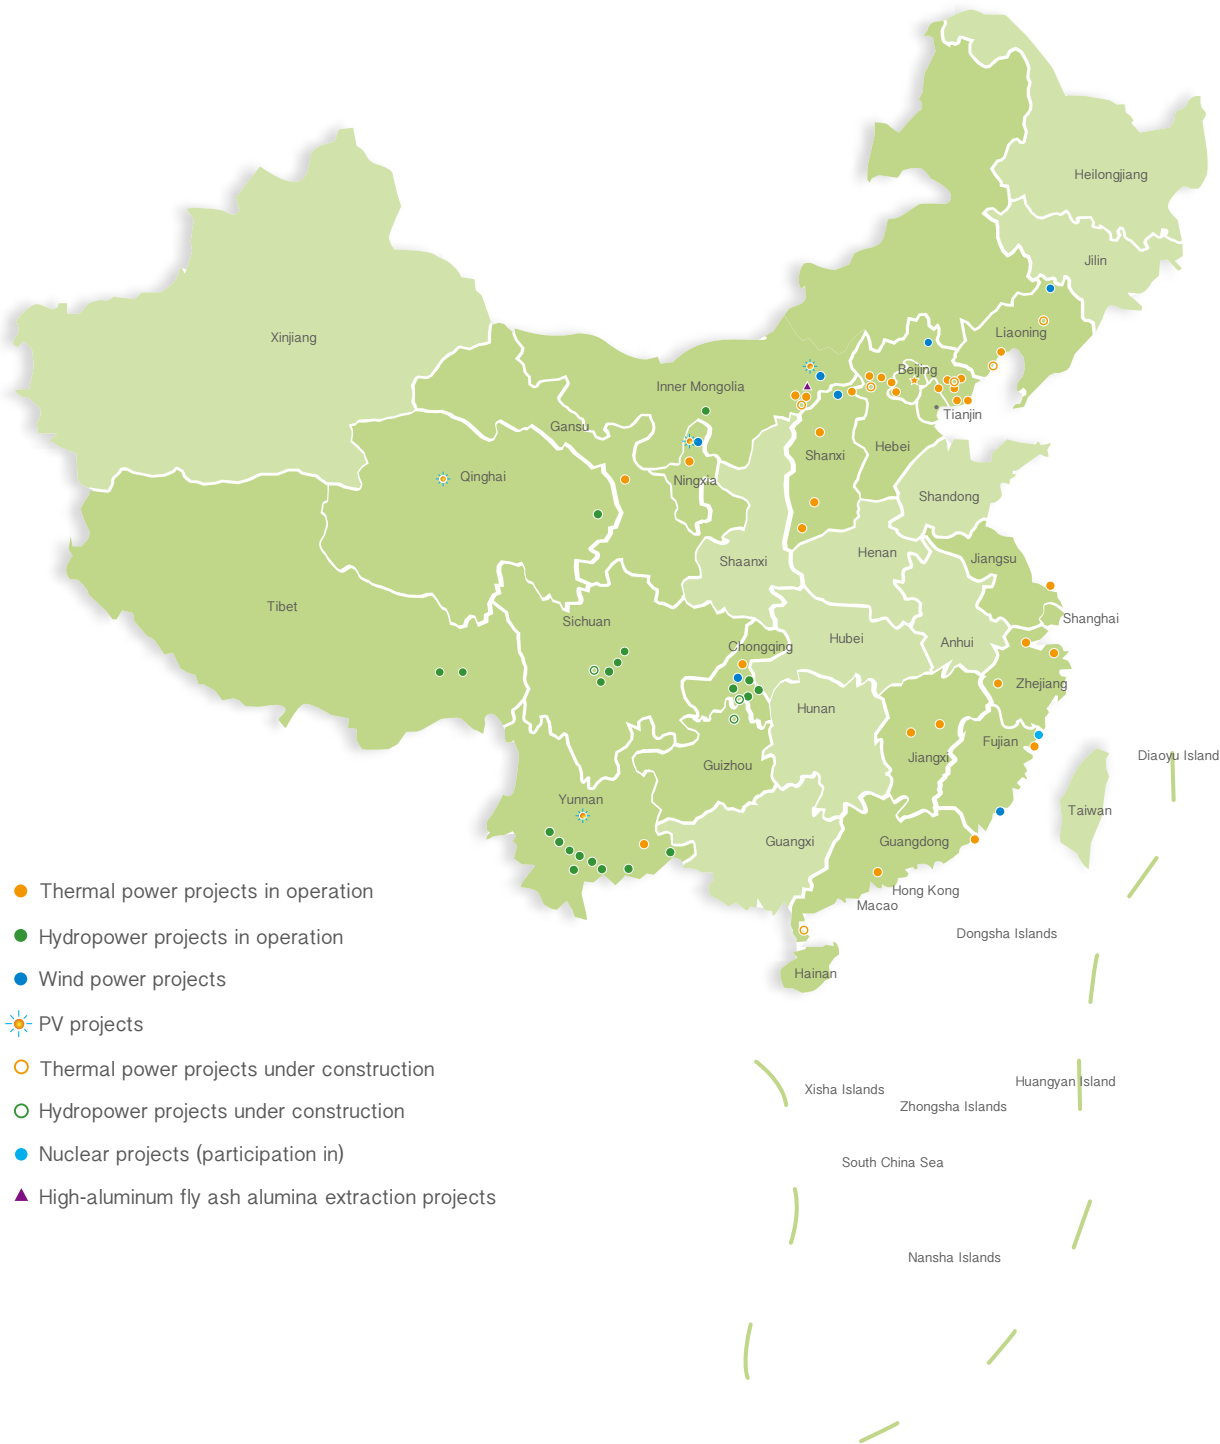 Heilongjiang
Jilin
Liaoning
Xinjiang
Beijing
Inner Mongolia
Tianjin
Gansu
Hebei
Shanxi
Qinghai
Ningxia
Shandong
Henan
Jiangsu
Shaanxi
Tibet
Shanghai
Sichuan
Hubei
Anhui
Chongqing
Zhejiang
Hunan
Fujian
Jiangxi
Diaoyu Island
Guizhou
Yunnan
Taiwan
Guangxi
Guangdong
Hong Kong
Macao
Dongsha Islands
Hainan
Thermal power projects in operation
Hydropower projects in operation
Wind power projects
PV projects
Thermal power projects under construction
Hydropower projects under construction
Nuclear projects (participation in)
High-aluminum fly ash alumina extraction projects
Huangyan Island
Xisha Islands
Zhongsha Islands
South China Sea
Nansha Islands